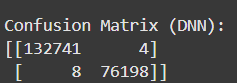 Confusion Matrix (DNN):
[[132741      4]
 [     8  76198]]